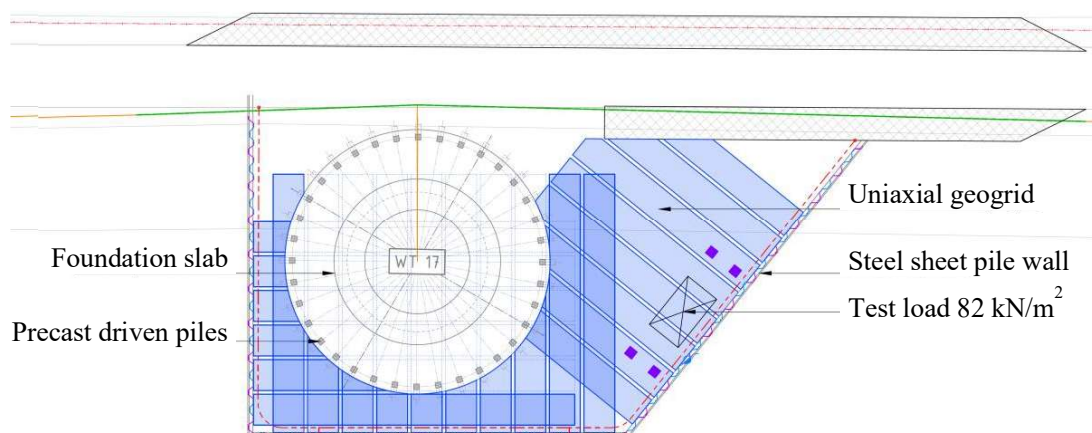 Uniaxial geogrid
Foundation slab
WT 17
Steel sheet pile wall
Test load 82 kN/m²
Precast driven piles